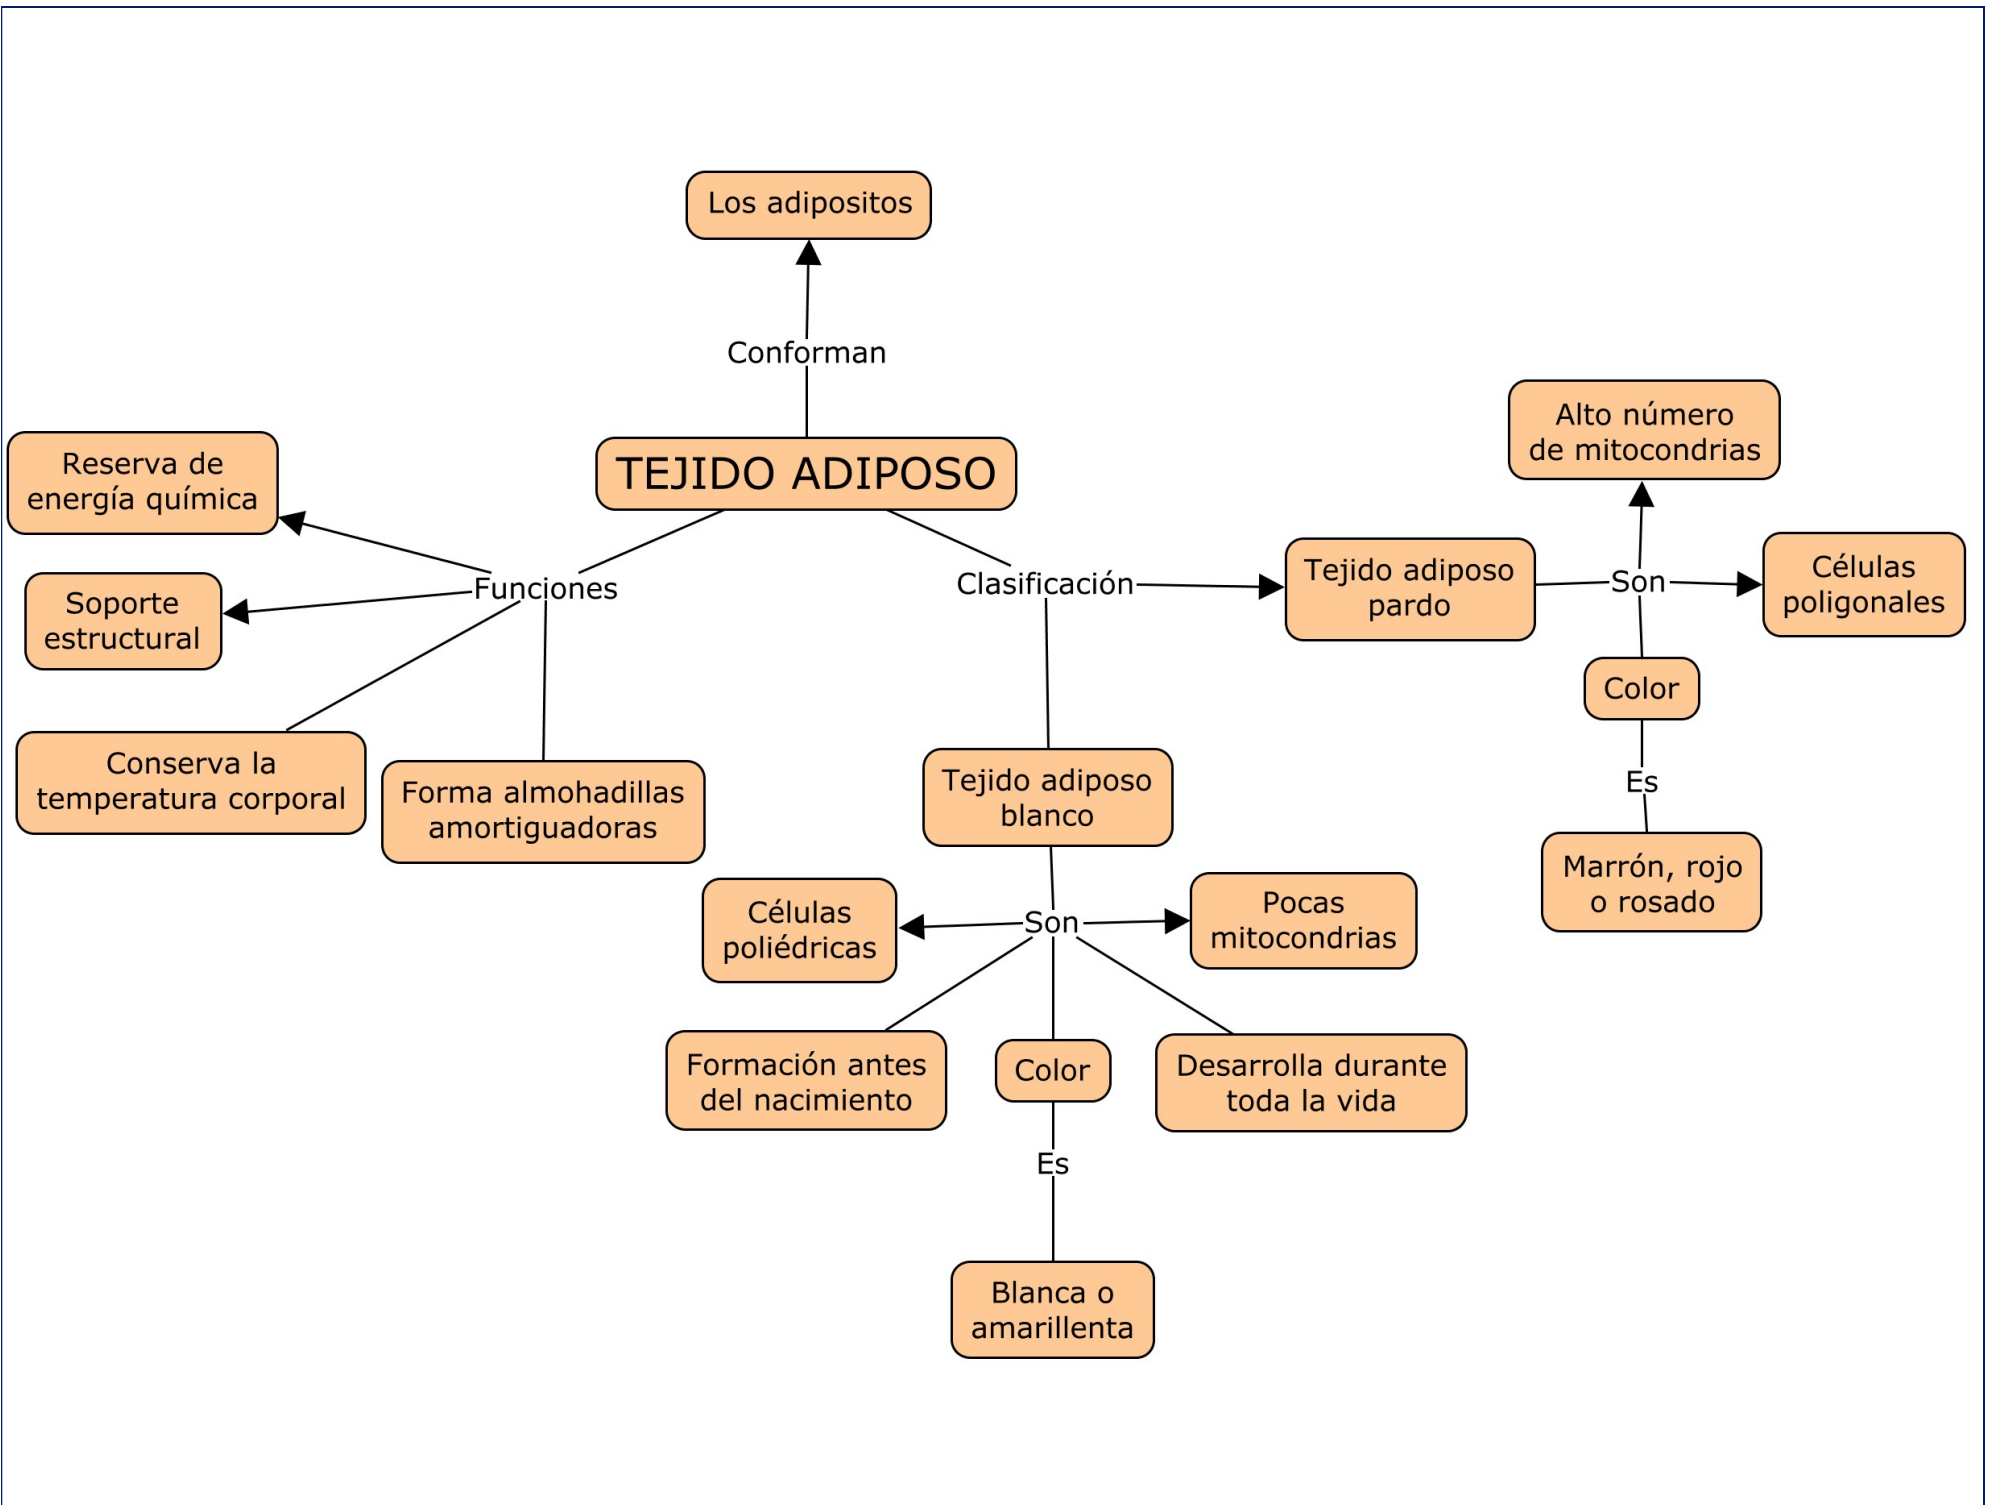 Los adipositos
Conforman
TEJIDO ADIPOSO
Reserva de
energía química
Soporte
estructural
Funciones
Conserva la
temperatura corporal
Forma almohadillas
amortiguadoras
Clasificación
Tejido adiposo
pardo
Son
Alto número
de mitocondrias
Células
poligonales
Color
Es
Marrón, rojo
o rosado
Tejido adiposo
blanco
Son
Células
poliédricas
Pocas
mitocondrias
Formación antes
del nacimiento
Color
Desarrolla durante
toda la vida
Es
Blanca o
amarillenta